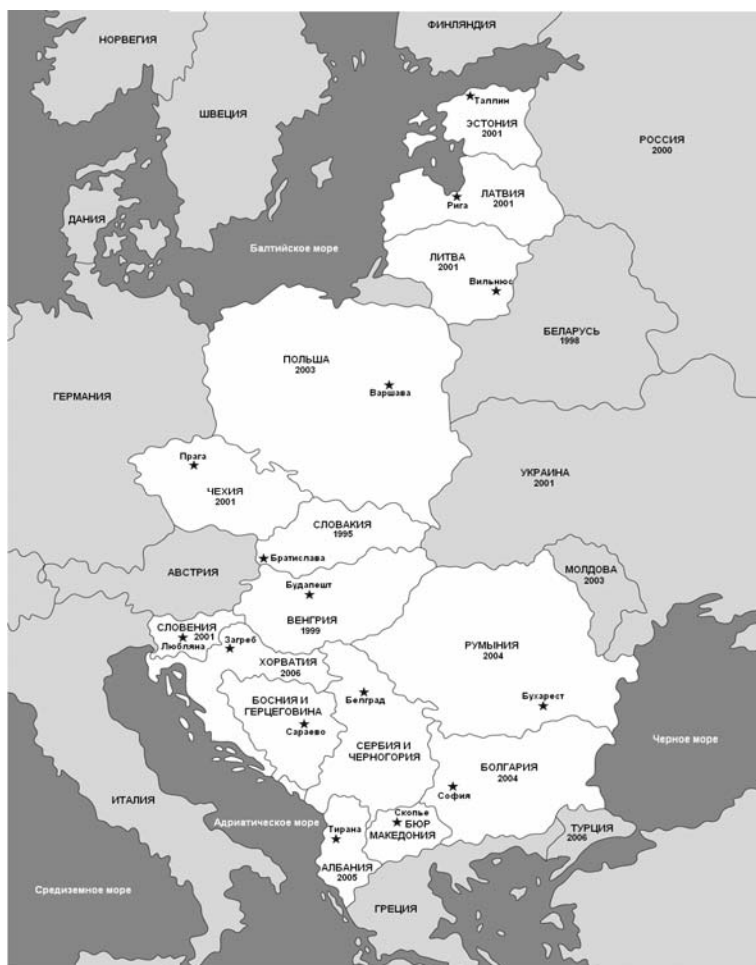 ФИНЛЯНДИЯ
НОРВЕГИЯ
ШВЕЦИЯ
Таллин
ЭСТОНИЯ
2001
РОССИЯ
2000
ЛАТВИЯ
2001
Рига
ДАНИЯ
Балтийское море
ЛИТВА
2001
Вильнюс
БЕЛАРУСЬ
1998
ПОЛЬША
2003
Варшава
ГЕРМАНИЯ
Прага
ЧЕХИЯ
2001
УКРАИНА
2001
СЛОВАКИЯ
1995
Братислава
АВСТРИЯ
МОЛДОВА
2003
Будапешт
ВЕНГРИЯ
1999
СЛОВЕНИЯ
2001
Любляна
Загреб
ХОРВАТИЯ
2006
РУМЫНИЯ
2004
Бухарест
БОСНИЯ И
ГЕРЦЕГОВИНА
Сараево
Белград
СЕРБИЯ И
ЧЕРНОГОРИЯ
Черное море
БОЛГАРИЯ
2004
София
ИТАЛИЯ
Адриатическое море
Скопье
БЮР
МАКЕДОНИЯ
Тирана
АЛБАНИЯ
2005
ТУРЦИЯ
2006
Средиземное море
ГРЕЦИЯ